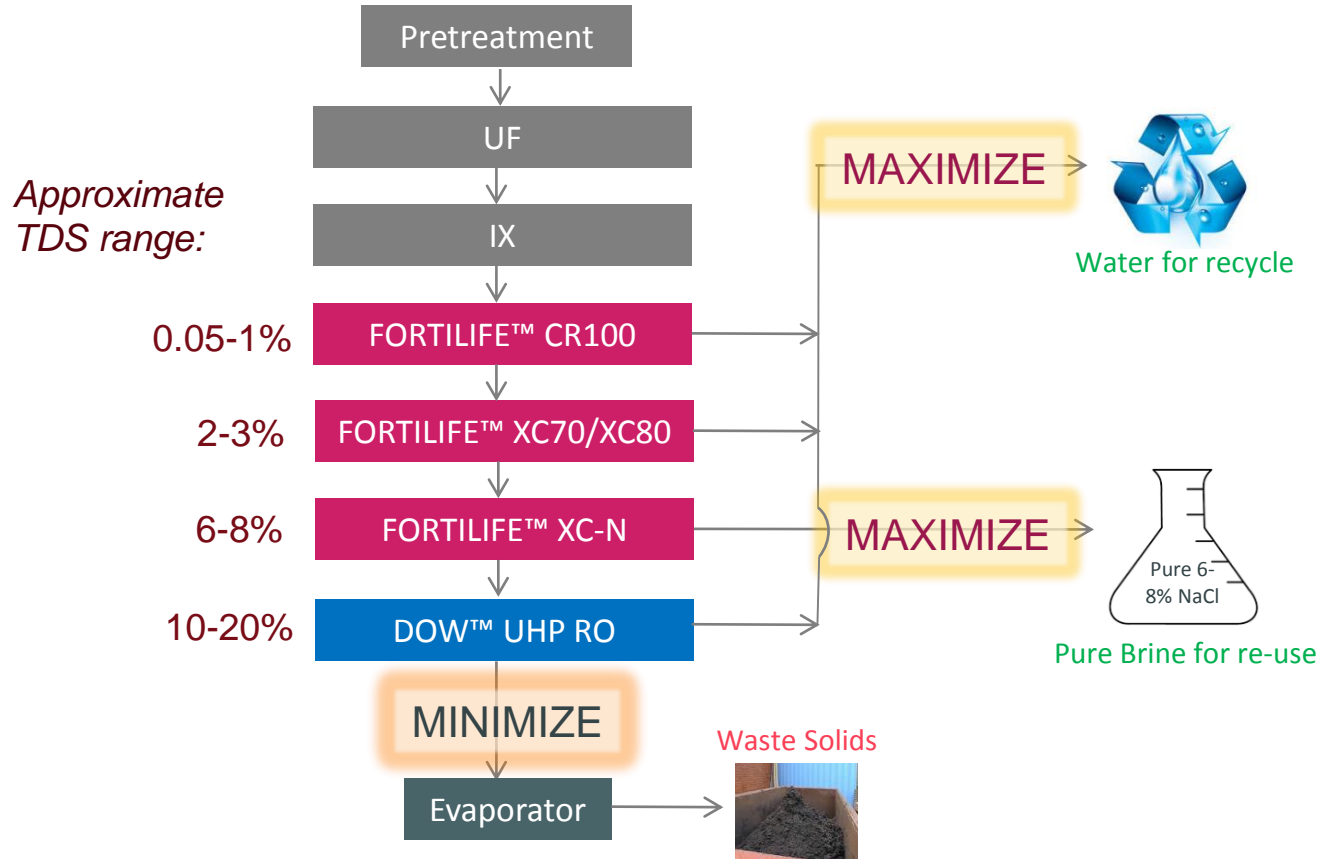 Pretreatment
UF
IX
Approximate
TDS range:
MAXIMIZE
Water for recycle
0.05-1%
FORTILIFE™ CR100
2-3%
FORTILIFE™ XC70/XC80
6-8%
FORTILIFE™ XC-N
MAXIMIZE
Pure 6-
8% NaCl
Pure Brine for re-use
10-20%
DOW™ UHP RO
MINIMIZE
Waste Solids
Evaporator